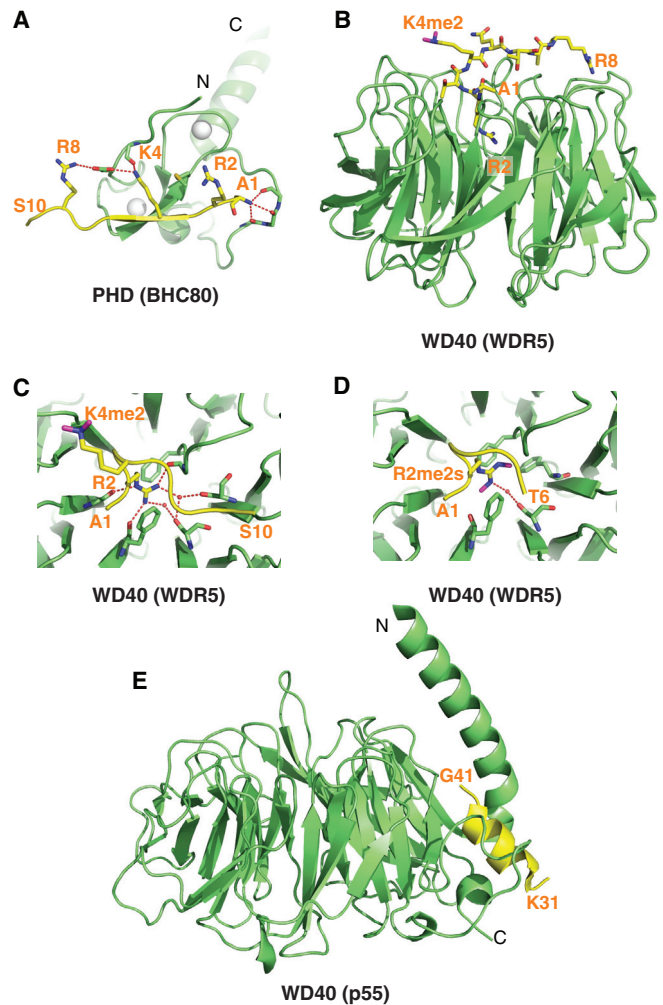 A
C
N
R8
K4
R2
A1
S10
PHD (BHC80)
B
K4me2
R8
A1
R2
WD40 (WDR5)
C
K4me2
R2
A1
S10
WD40 (WDR5)
D
R2me2s
A1
T6
WD40 (WDR5)
E
N
G41
K31
C
WD40 (p55)